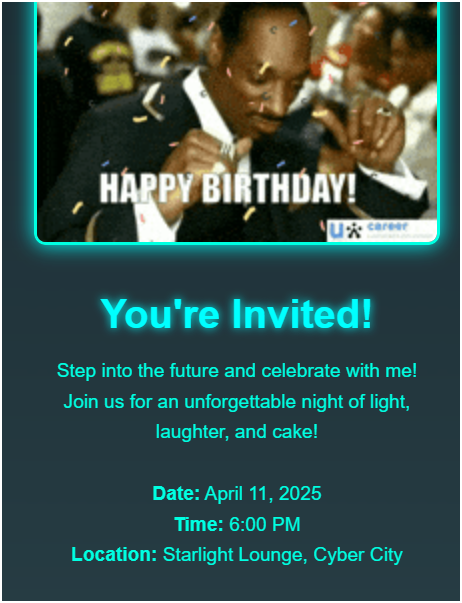 HAPPY BIRTHDAY!
u* career
You're Invited!
Step into the future and celebrate with me!
Join us for an unforgettable night of light,
laughter, and cake!
Date: April 11, 2025
Time: 6:00 PM
Location: Starlight Lounge, Cyber City